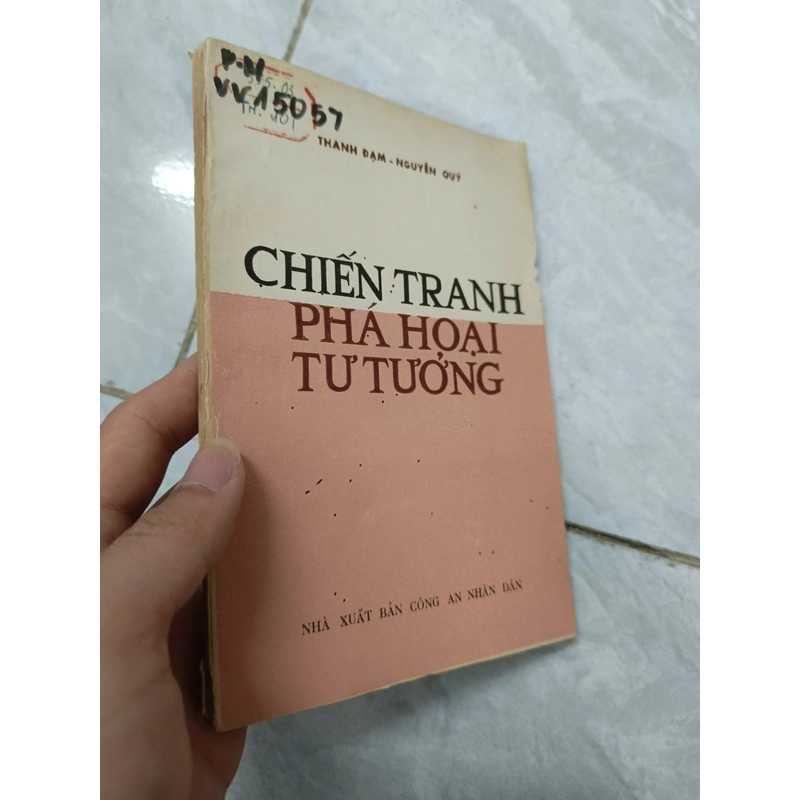 P.M
VV15057
THANH ĐẠM - NGUYỄN QUÝ
CHIẾN TRANH
PHÁ HOẠI
TƯ TƯỞNG
NHÀ XUẤT BẢN CÔNG AN NHÂN DÂN